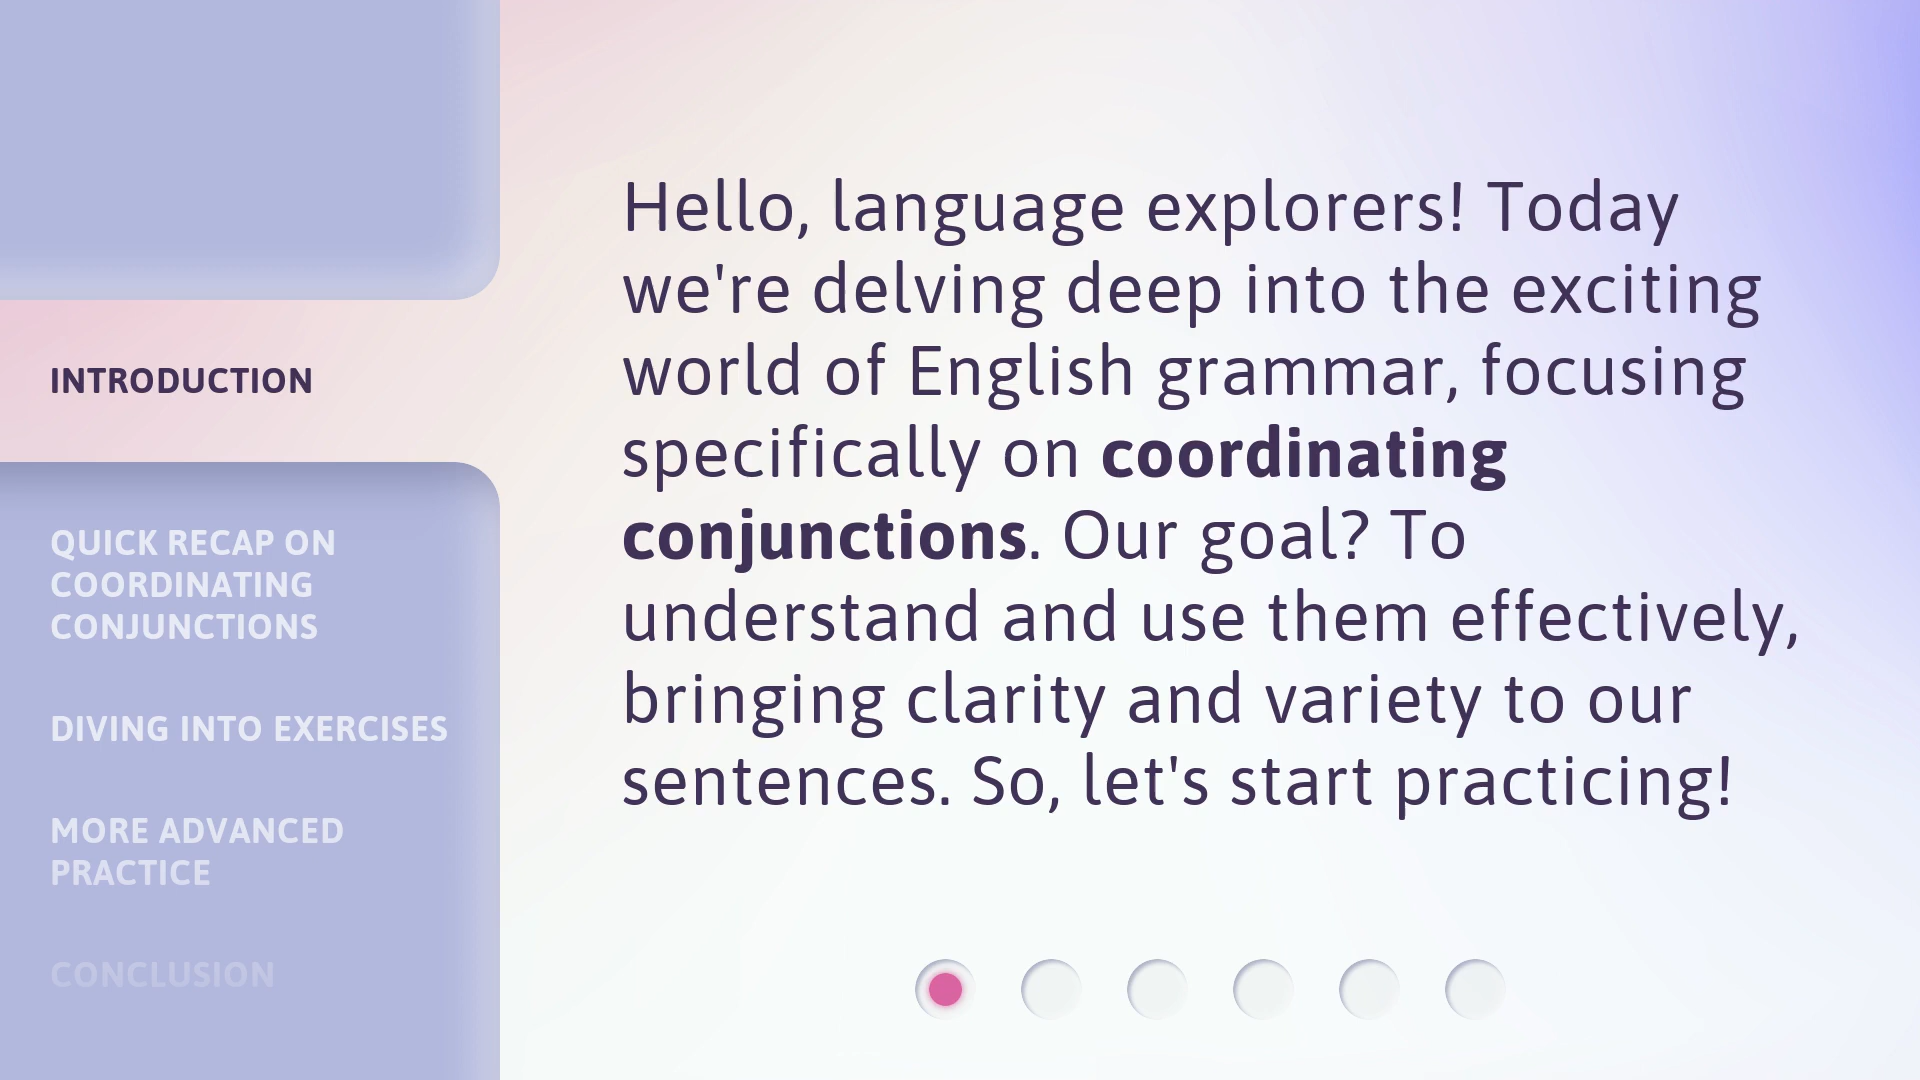 INTRODUCTION
QUICK RECAP ON
COORDINATING
CONJUNCTIONS
DIVING INTO EXERCISES
MORE ADVANCED
PRACTICE
CONCLUSION
Hello, language explorers! Today
we're delving deep into the exciting
world of English grammar, focusing
specifically on coordinating
conjunctions. Our goal? To
understand and use them effectively,
bringing clarity and variety to our
sentences. So, let's start practicing!